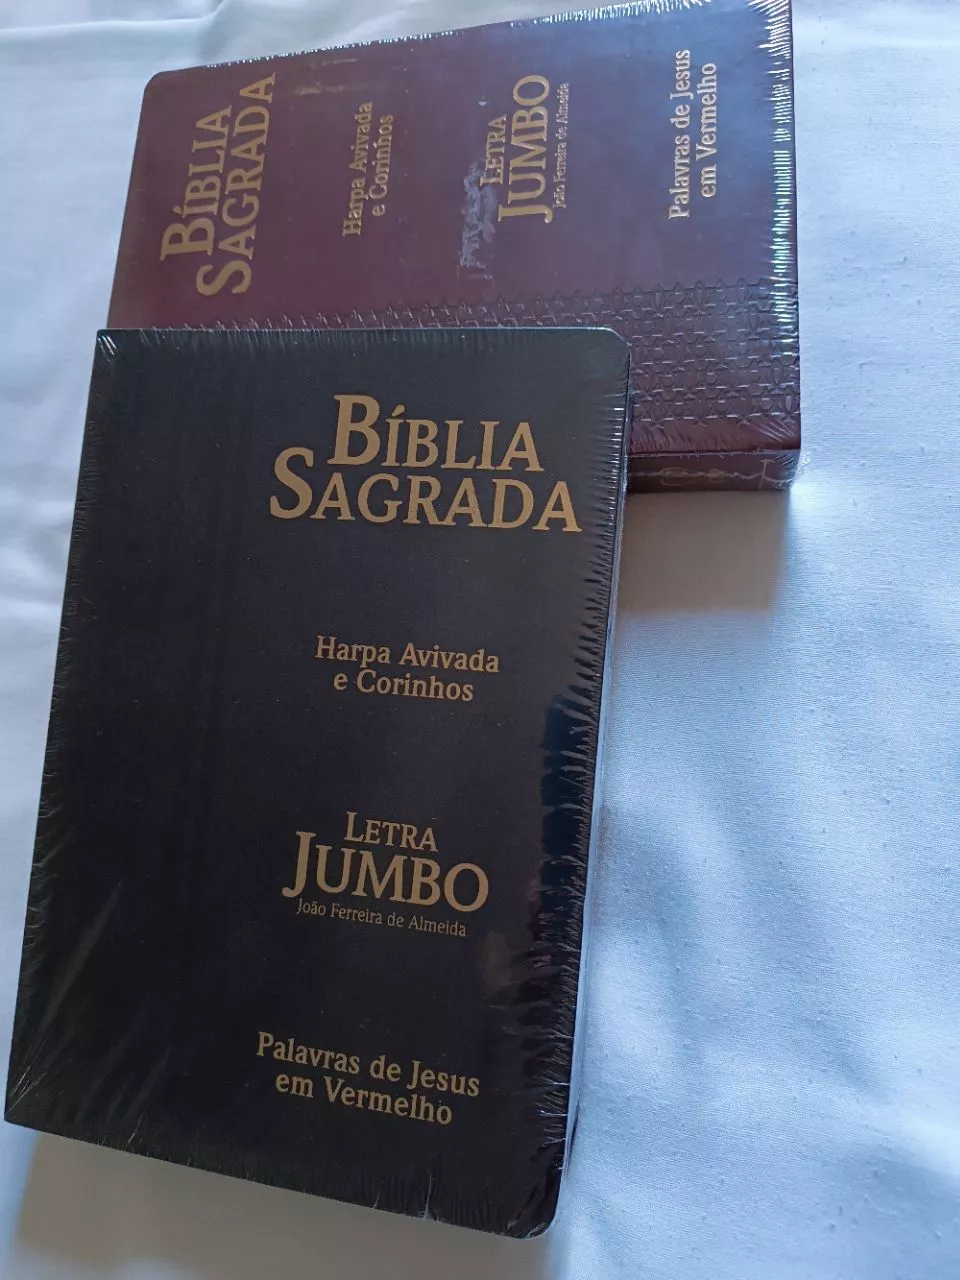 BÍBLIA
SAGRADA
Harpa Avivada
e Corinhos
LETRA
JUMBO
João Ferreira de Almeida
Palavras de Jesus
em Vermelho
BÍBLIA
SAGRADA
Harpa Avivada
e Corinhos
LETRA
JUMBO
João Ferreira de Almeida
Palavras de Jesus
em Vermelho